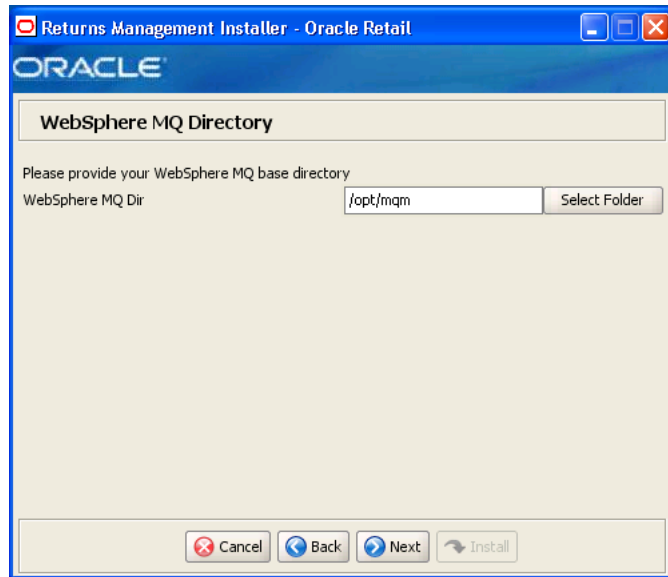 Returns Management Installer - Oracle Retail
ORACLE
WebSphere MQ Directory
Please provide your WebSphere MQ base directory
WebSphere MQ Dir /opt/mqm Select Folder
Cancel Back Next Install